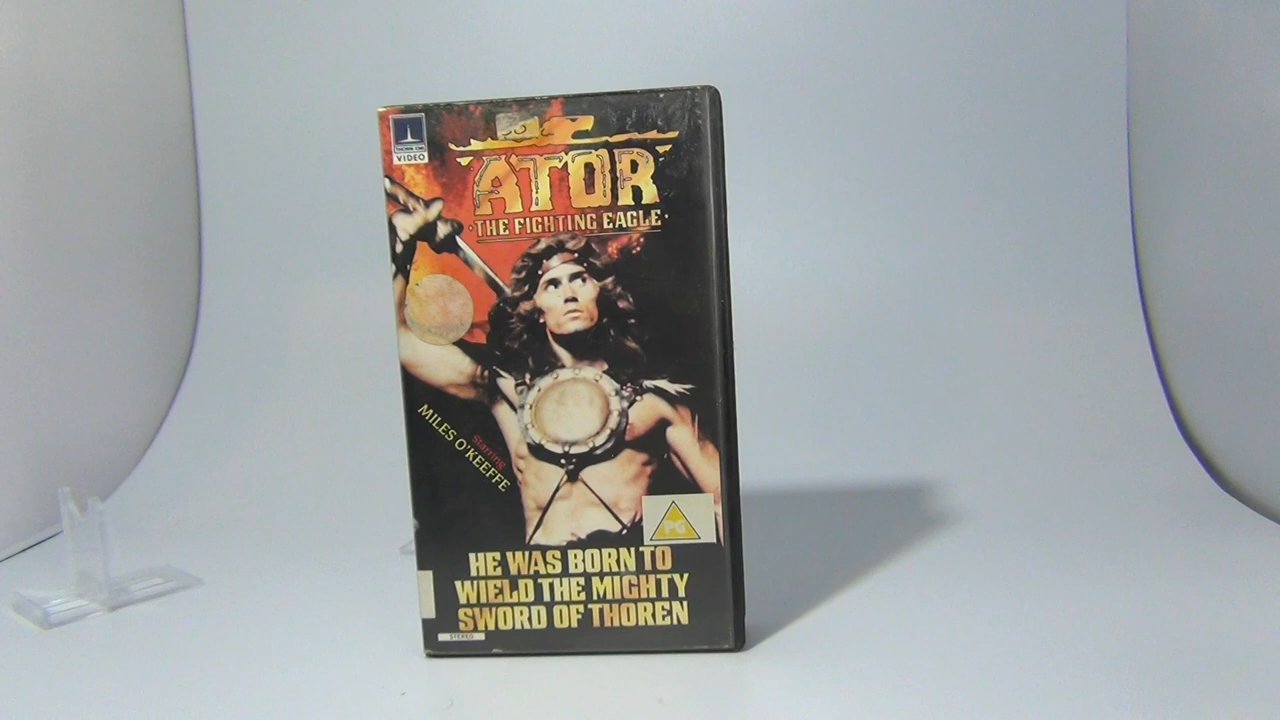 THORN EMI
VIDEO
ATOR
·THE FIGHTING EAGLE·
Starring
MILES O'KEEFFE
PG
HE WAS BORN TO
WIELD THE MIGHTY
SWORD OF THOREN
STEREO